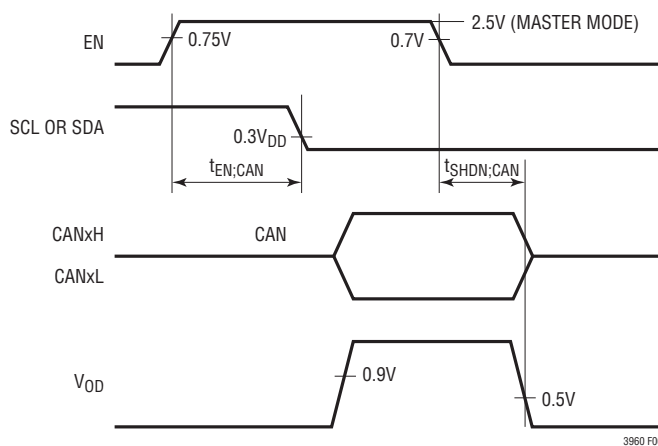 2.5V (MASTER MODE)
EN
0.75V
0.7V
SCL OR SDA
0.3VDD
tEN;CAN
tSHDN;CAN
CANxH
CAN
CANxL
VOD
0.9V
0.5V
3960 F0